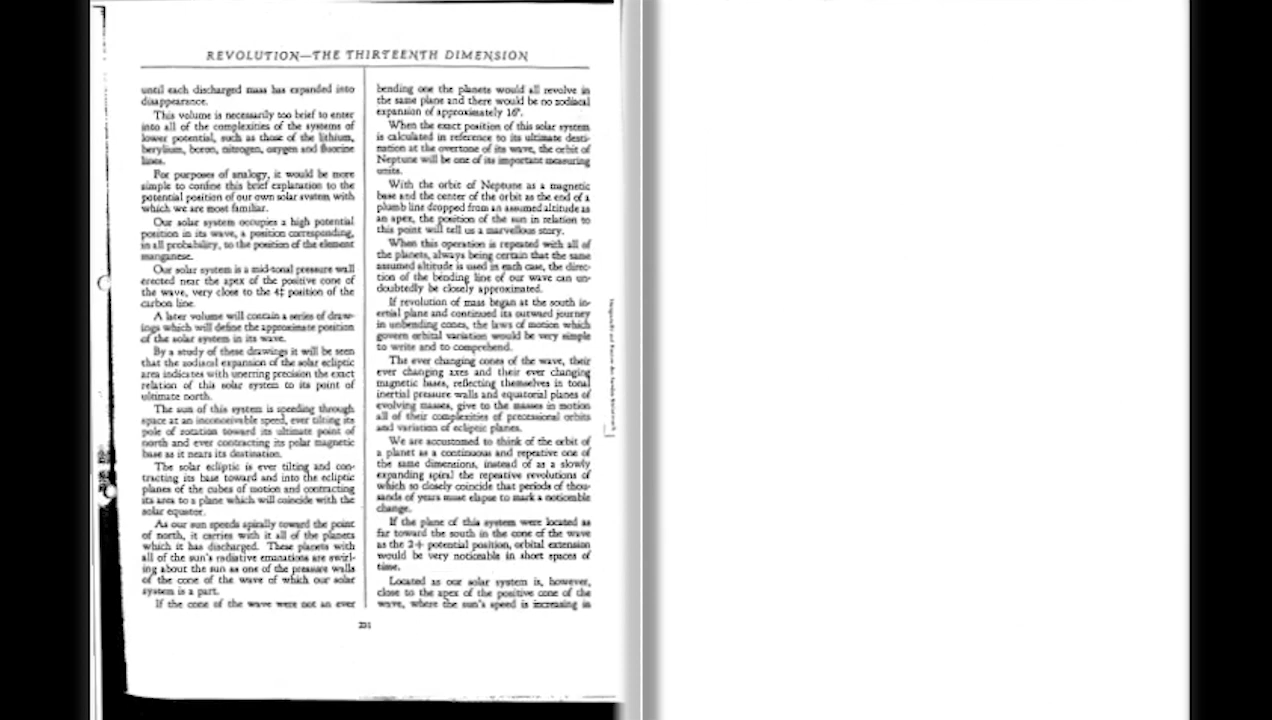 REVOLUTION—THE THIRTEENTH DIMENSION
until each discharged mass has expanded into
disappearance.
This volume is necessarily too brief to enter
into all of the complexities of the systems of
lower potential, such as those of the lithium,
berylium, boron, nitrogen, oxygen and fluorine
lines.
For purposes of analogy, it would be more
simple to confine this brief explanation to the
potential position of our own solar system with
which we are most familiar.
Our solar system occupies a high potential
position in its wave, a position corresponding,
in all probability, to the position of the element
manganese.
Our solar system is a mid-tonal pressure wall
erected near the apex of the positive cone of
the wave, very close to the 4‡ position of the
carbon line.
A later volume will contain a series of draw-
ings which will define the approximate position
of the solar system in its wave.
By a study of these drawings it will be seen
that the zodiacal expansion of the solar ecliptic
area indicates with unerring precision the exact
relation of this solar system to its point of
ultimate north.
The sun of this system is speeding through
space at an inconceivable speed, ever tilting its
pole of rotation toward its ultimate point of
north and ever contracting its polar magnetic
base as it nears its destination.
The solar ecliptic is ever tilting and con-
tracting its base toward and into the ecliptic
planes of the cubes of motion and contracting
its area to a plane which will coincide with the
solar equator.
As our sun speeds spirally toward the point
of north, it carries with it all of the planets
which it has discharged. These planets with
all of the sun's radiative emanations are swirl-
ing about the sun as one of the pressure walls
of the cone of the wave of which our solar
system is a part.
If the cone of the wave were not an ever
bending one the planets would all revolve in
the same plane and there would be no zodiacal
expansion of approximately 16°.
When the exact position of this solar system
is calculated in reference to its ultimate desti-
nation at the overtone of its wave, the orbit of
Neptune will be one of its important measuring
units.
With the orbit of Neptune as a magnetic
base and the center of the orbit as the end of a
plumb line dropped from an assumed altitude as
an apex, the position of the sun in relation to
this point will tell us a marvellous story.
When this operation is repeated with all of
the planets, always being certain that the same
assumed altitude is used in each case, the direc-
tion of the bending line of our wave can un-
doubtedly be closely approximated.
If revolution of mass began at the south in-
ertial plane and continued its outward journey
in unbending cones, the laws of motion which
govern orbital variation would be very simple
to write and to comprehend.
The ever changing cones of the wave, their
ever changing axes and their ever changing
magnetic bases, reflecting themselves in tonal
inertial pressure walls and equatorial planes of
evolving masses, give to the masses in motion
all of their complexities of precessional orbits
and variation of ecliptic planes.
We are accustomed to think of the orbit of
a planet as a continuous and repetitive one of
the same dimensions, instead of as a slowly
expanding spiral the repetitive revolutions of
which so closely coincide that periods of thou-
sands of years must elapse to mark a noticeable
change.
If the plane of this system were located as
far toward the south in the cone of the wave
as the 2+ potential position, orbital extension
would be very noticeable in short spaces of
time.
Located as our solar system is, however,
close to the apex of the positive cone of the
wave, where the sun's speed is increasing in